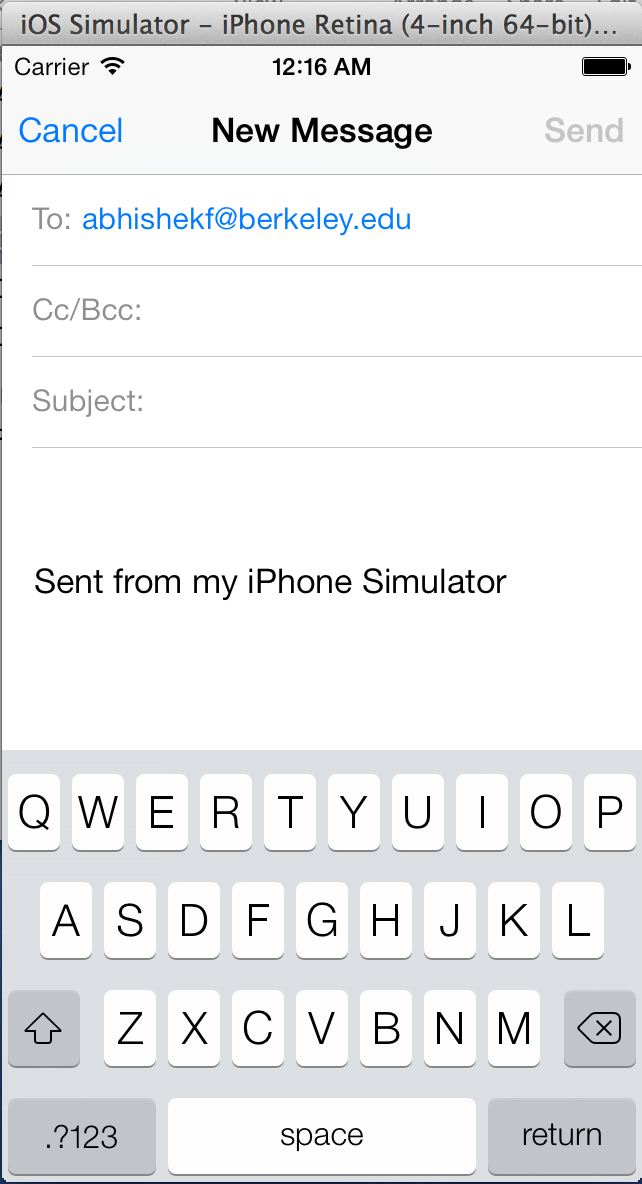 iOS Simulator – iPhone Retina (4-inch 64-bit)...
Carrier 12:16 AM
Cancel New Message Send
To: abhishekf@berkeley.edu
Cc/Bcc:
Subject:
Sent from my iPhone Simulator
Q W E R T Y U I O P
A S D F G H J K L
Z X C V B N M
.?123 space return